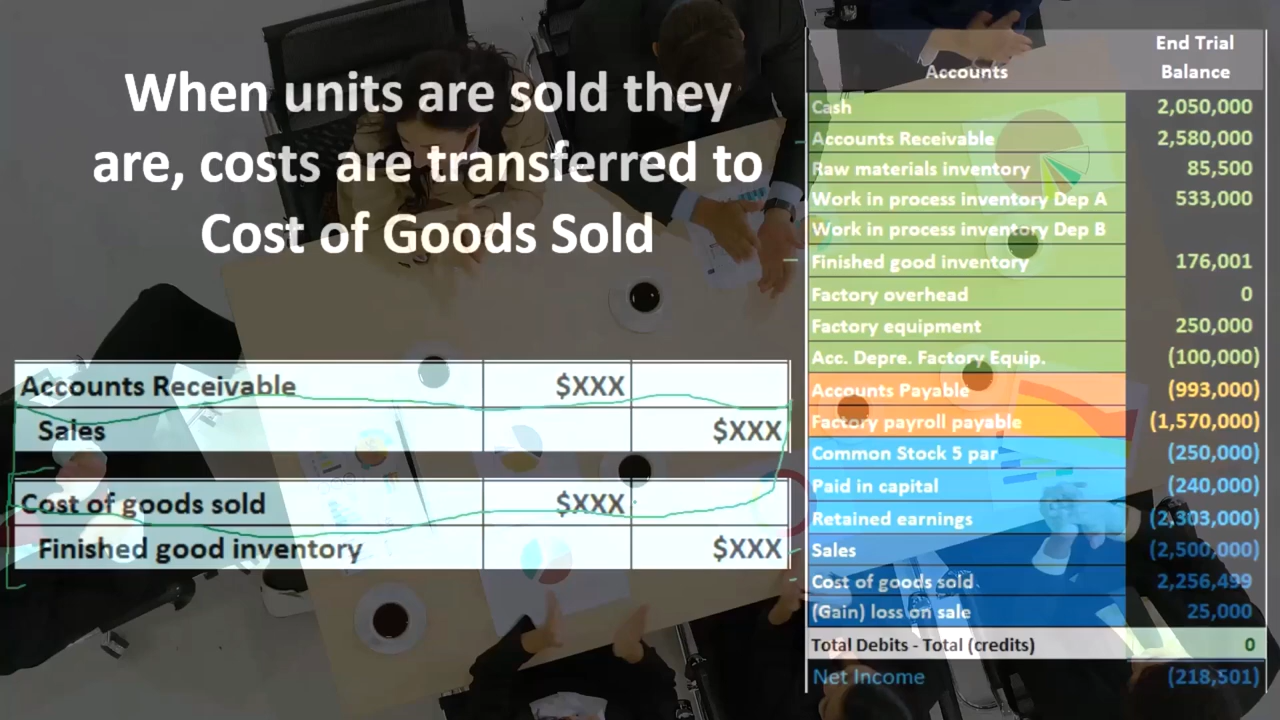 When units are sold they
are, costs are transferred to
Cost of Goods Sold
Accounts Receivable $XXX
Sales $XXX
Cost of goods sold $XXX
Finished good inventory $XXX
End Trial
Accounts Balance
Cash 2,050,000
Accounts Receivable 2,580,000
Raw materials inventory 85,500
Work in process inventory Dep A 533,000
Work in process inventory Dep B
Finished good inventory 176,001
Factory overhead 0
Factory equipment 250,000
Acc. Depre. Factory Equip. (100,000)
Accounts Payable (993,000)
Factory payroll payable (1,570,000)
Common Stock 5 par (250,000)
Paid in capital (240,000)
Retained earnings (2,303,000)
Sales (2,500,000)
Cost of goods sold 2,256,499
(Gain) loss on sale 25,000
Total Debits - Total (credits) 0
Net Income (218,501)